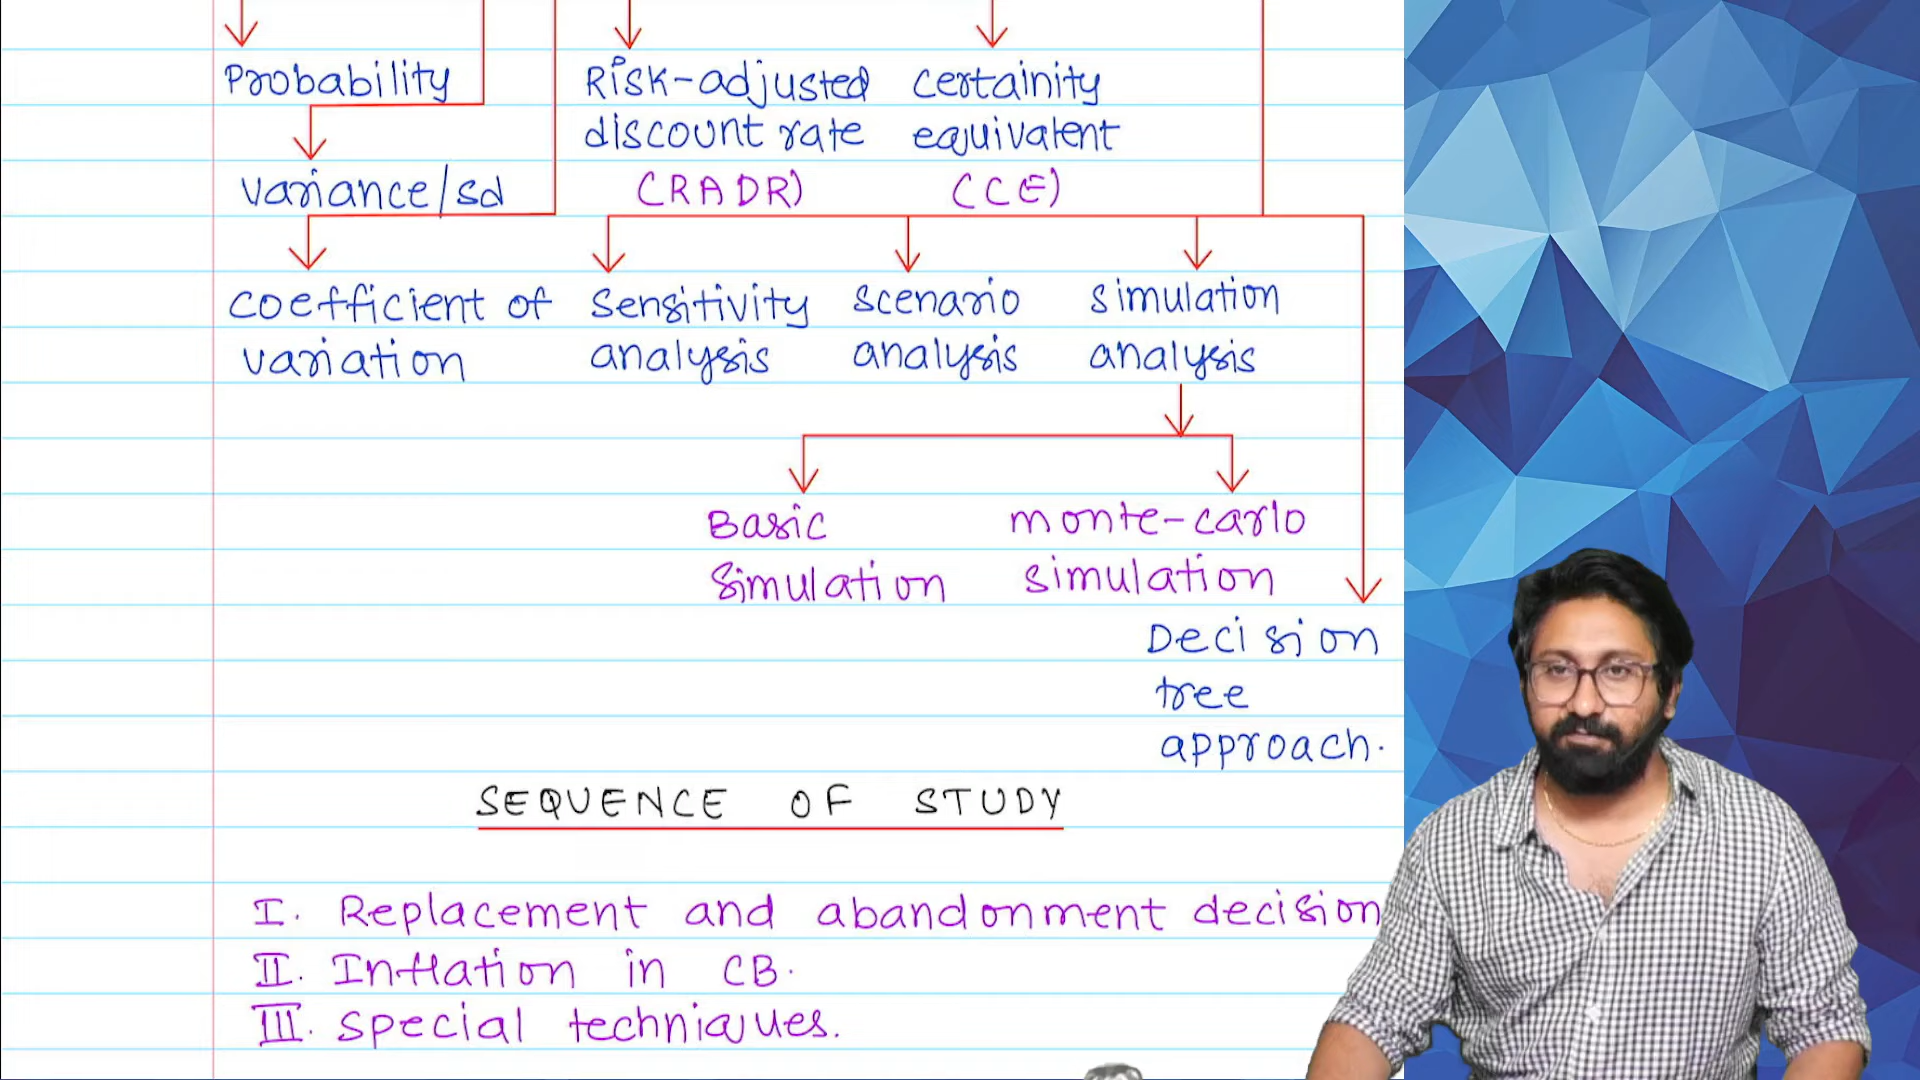 Probability
Risk-adjusted
discount rate
(RADR)
certainity
equivalent
(CE)
variance/sd
coefficient of
variation
sensitivity
analysis
scenario
analysis
simulation
analysis
Basic
simulation
monte-carlo
simulation
Decision
tree
approach.
SEQUENCE OF STUDY
I. Replacement and abandonment decision
II. Inflation in CB.
III. special techniques.